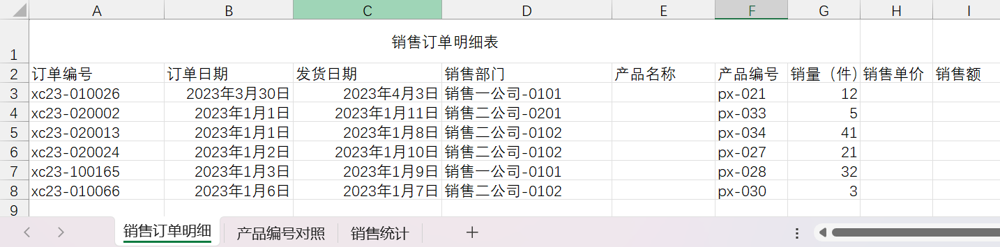 A B C D E F G H I
1 销售订单明细表
2 订单编号 订单日期 发货日期 销售部门 产品名称 产品编号 销量（件） 销售单价 销售额
3 xc23-010026 2023年3月30日 2023年4月3日 销售一公司-0101 px-021 12
4 xc23-020002 2023年1月1日 2023年1月11日 销售二公司-0201 px-033 5
5 xc23-020013 2023年1月1日 2023年1月8日 销售二公司-0102 px-034 41
6 xc23-020024 2023年1月2日 2023年1月10日 销售二公司-0102 px-027 21
7 xc23-100165 2023年1月3日 2023年1月9日 销售一公司-0101 px-028 32
8 xc23-010066 2023年1月6日 2023年1月7日 销售二公司-0102 px-030 3
9
销售订单明细 产品编号对照 销售统计 +